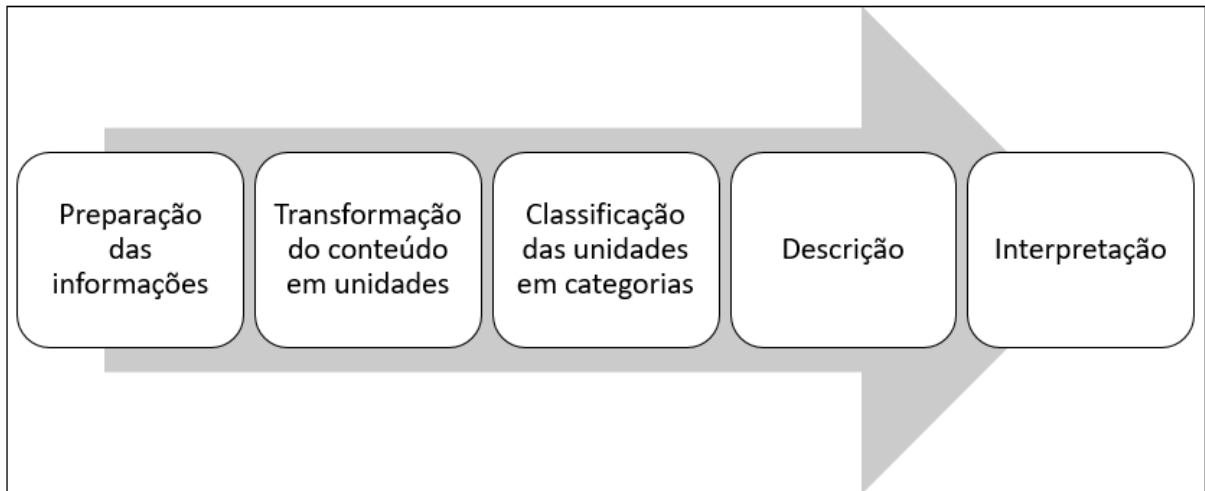 Preparação
das
informações
Transformação
do conteúdo
em unidades
Classificação
das unidades
em categorias
Descrição
Interpretação